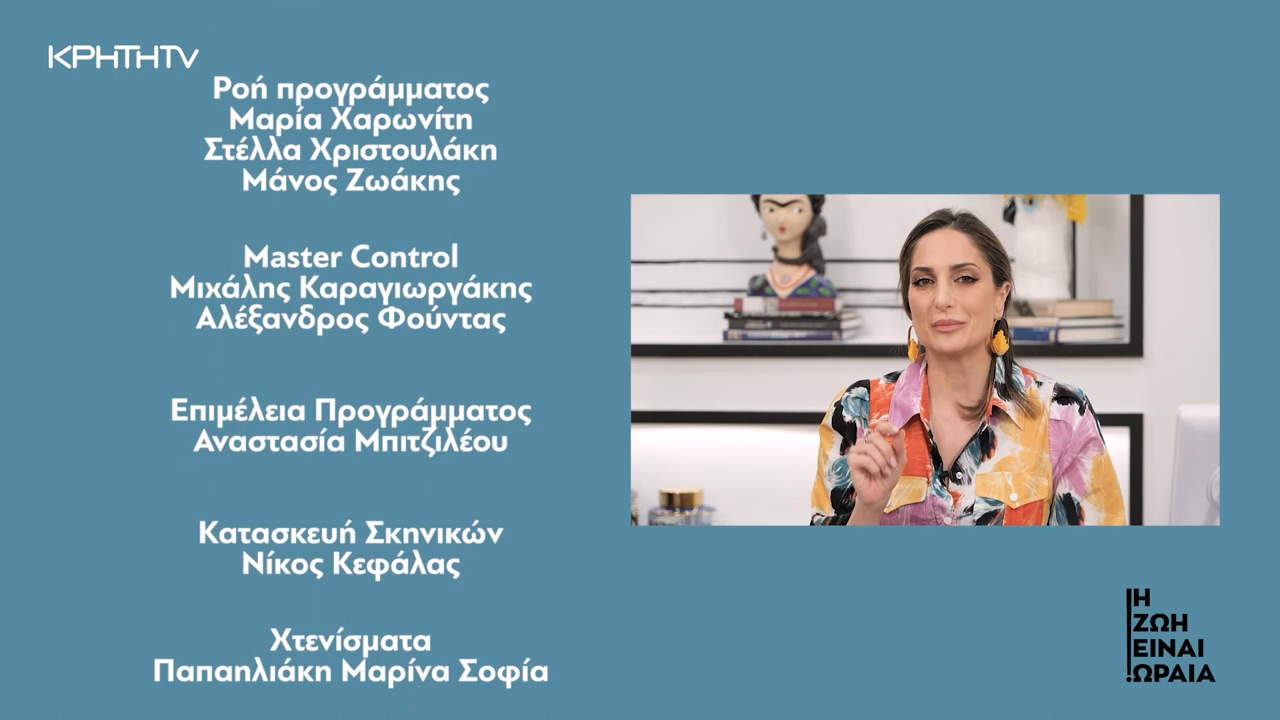 ΚΡΗΤΗTV
Ροή προγράμματος
Μαρία Χαρωνίτη
Στέλλα Χριστουλάκη
Μάνος Ζωάκης
Master Control
Μιχάλης Καραγιωργάκης
Αλέξανδρος Φούντας
Επιμέλεια Προγράμματος
Αναστασία Μπιτζιλέου
Κατασκευή Σκηνικών
Νίκος Κεφάλας
Χτενίσματα
Παπαηλιάκη Μαρίνα Σοφία
Η
ΖΩΗ
ΕΙΝΑΙ
ΩΡΑΙΑ